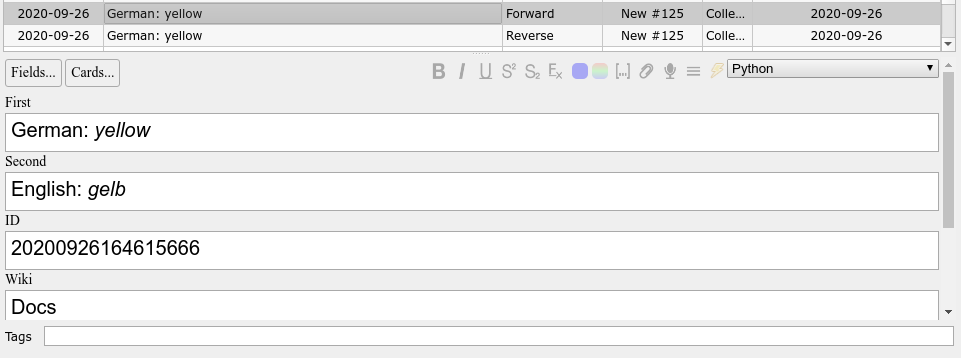 2020-09-26 German: yellow Forward New #125 Colle... 2020-09-26
2020-09-26 German: yellow Reverse New #125 Colle... 2020-09-26
Fields... Cards... B I U S² S₂ Ex [...] Python
First
German: yellow
Second
English: gelb
ID
20200926164615666
Wiki
Docs
Tags